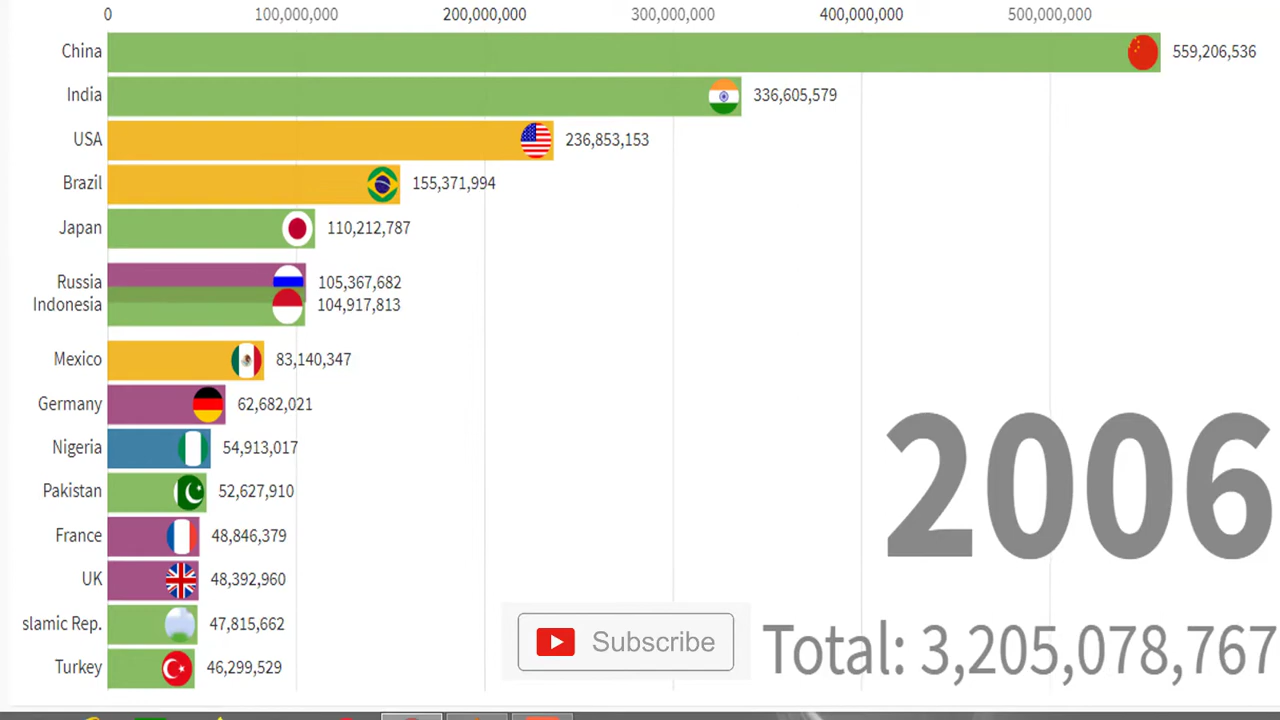 0 100,000,000 200,000,000 300,000,000 400,000,000 500,000,000
China 559,206,536
India 336,605,579
USA 236,853,153
Brazil 155,371,994
Japan 110,212,787
Russia 105,367,682
Indonesia 104,917,813
Mexico 83,140,347
Germany 62,682,021
Nigeria 54,913,017
Pakistan 52,627,910
France 48,846,379
UK 48,392,960
slamic Rep. 47,815,662
Turkey 46,299,529
2006
Subscribe
Total: 3,205,078,767